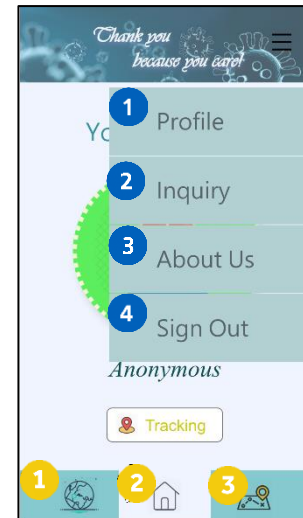 Thank you
because you care!
Yo
1 Profile
2 Inquiry
3 About Us
4 Sign Out
Anonymous
Tracking
1 2 3